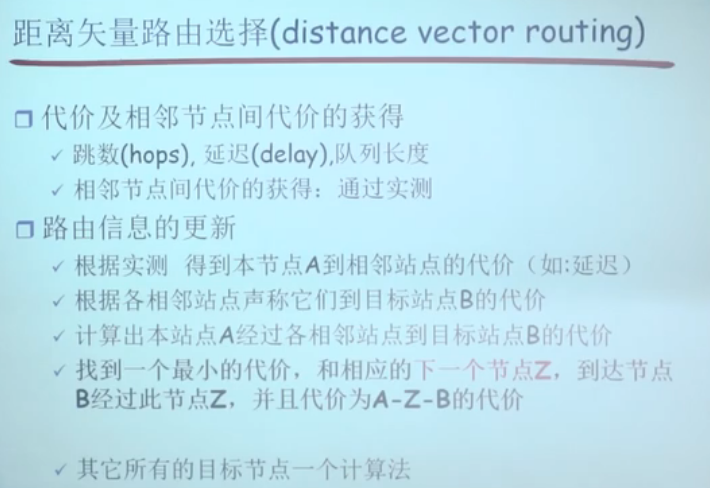 距离矢量路由选择(distance vector routing)
代价及相邻节点间代价的获得
跳数(hops), 延迟(delay),队列长度
相邻节点间代价的获得：通过实测
路由信息的更新
根据实测 得到本节点A到相邻站点的代价（如:延迟）
根据各相邻站点声称它们到目标站点B的代价
计算出本站点A经过各相邻站点到目标站点B的代价
找到一个最小的代价，和相应的下一个节点Z，到达节点
B经过此节点Z，并且代价为A-Z-B的代价
其它所有的目标节点一个计算法